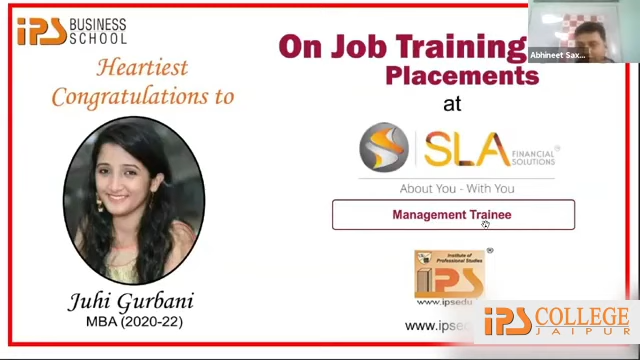 IPS BUSINESS SCHOOL
Heartiest
Congratulations to
Juhi Gurbani
MBA (2020-22)
On Job Training
Placements
at
SLA FINANCIAL SOLUTIONS
About You - With You
Management Trainee
Institute of
Professional Studies
IPS
www.ipsedu
www.ipsed
Abhineet Sax...
IPS COLLEGE
JAIPUR